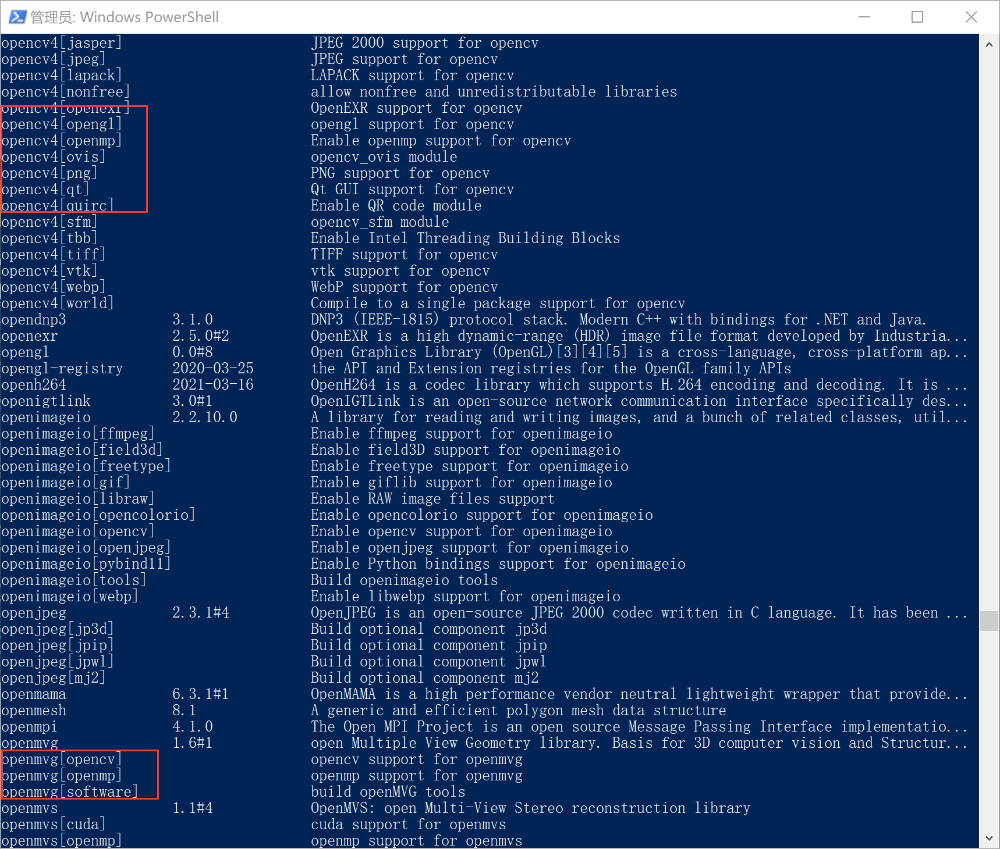 管理员: Windows PowerShell
opencv4[jasper] JPEG 2000 support for opencv
opencv4[jpeg] JPEG support for opencv
opencv4[lapack] LAPACK support for opencv
opencv4[nonfree] allow nonfree and unredistributable libraries
opencv4[openexr] OpenEXR support for opencv
opencv4[opengl] opengl support for opencv
opencv4[openmp] Enable openmp support for opencv
opencv4[ovis] opencv_ovis module
opencv4[png] PNG support for opencv
opencv4[qt] Qt GUI support for opencv
opencv4[quirc] Enable QR code module
opencv4[sfm] opencv_sfm module
opencv4[tbb] Enable Intel Threading Building Blocks
opencv4[tiff] TIFF support for opencv
opencv4[vtk] vtk support for opencv
opencv4[webp] WebP support for opencv
opencv4[world] Compile to a single package support for opencv
opendnp3 3.1.0 DNP3 (IEEE-1815) protocol stack. Modern C++ with bindings for .NET and Java.
openexr 2.5.0#2 OpenEXR is a high dynamic-range (HDR) image file format developed by Industria...
opengl 0.0#8 Open Graphics Library (OpenGL)[3][4][5] is a cross-language, cross-platform ap...
opengl-registry 2020-03-25 the API and Extension registries for the OpenGL family APIs
openh264 2021-03-16 OpenH264 is a codec library which supports H.264 encoding and decoding. It is ...
openigtlink 3.0#1 OpenIGTLink is an open-source network communication interface specifically des...
openimageio 2.2.10.0 A library for reading and writing images, and a bunch of related classes, util...
openimageio[ffmpeg] Enable ffmpeg support for openimageio
openimageio[field3d] Enable field3D support for openimageio
openimageio[freetype] Enable freetype support for openimageio
openimageio[gif] Enable giflib support for openimageio
openimageio[libraw] Enable RAW image files support
openimageio[opencolorio] Enable opencolorio support for openimageio
openimageio[opencv] Enable opencv support for openimageio
openimageio[openjpeg] Enable openjpeg support for openimageio
openimageio[pybind11] Enable Python bindings support for openimageio
openimageio[tools] Build openimageio tools
openimageio[webp] Enable libwebp support for openimageio
openjpeg 2.3.1#4 OpenJPEG is an open-source JPEG 2000 codec written in C language. It has been ...
openjpeg[jp3d] Build optional component jp3d
openjpeg[jpip] Build optional component jpip
openjpeg[jpwl] Build optional component jpwl
openjpeg[mj2] Build optional component mj2
openmama 6.3.1#1 OpenMAMA is a high performance vendor neutral lightweight wrapper that provide...
openmesh 8.1 A generic and efficient polygon mesh data structure
openmpi 4.1.0 The Open MPI Project is an open source Message Passing Interface implementatio...
openmvg 1.6#1 open Multiple View Geometry library. Basis for 3D computer vision and Structur...
openmvg[opencv] opencv support for openmvg
openmvg[openmp] openmp support for openmvg
openmvg[software] build openMVG tools
openmvs 1.1#4 OpenMVS: open Multi-View Stereo reconstruction library
openmvs[cuda] cuda support for openmvs
openmvs[openmp] openmp support for openmvs